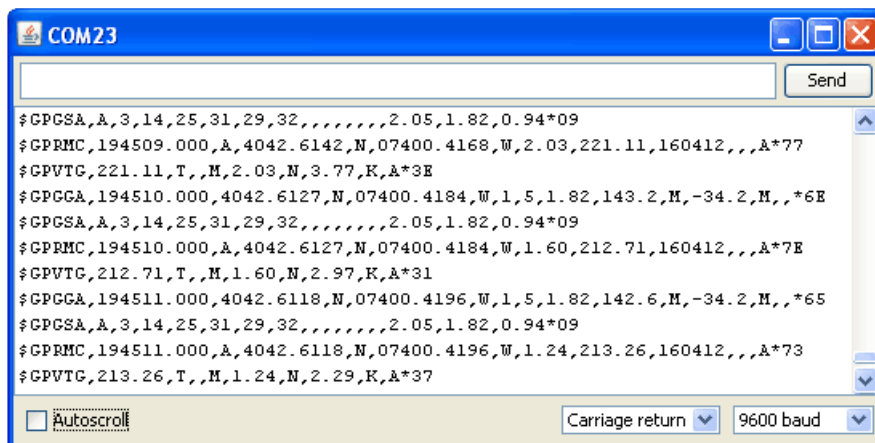 COM23
Send
$GPGSA,A,3,14,25,31,29,32,,,,,,,,2.05,1.82,0.94*09
$GPRMC,194509.000,A,4042.6142,N,07400.4168,W,2.03,221.11,160412,,,A*77
$GPVTG,221.11,T,,M,2.03,N,3.77,K,A*3E
$GPGGA,194510.000,4042.6127,N,07400.4184,W,1,5,1.82,143.2,M,-34.2,M,,*6E
$GPGSA,A,3,14,25,31,29,32,,,,,,,,2.05,1.82,0.94*09
$GPRMC,194510.000,A,4042.6127,N,07400.4184,W,1.60,212.71,160412,,,A*7E
$GPVTG,212.71,T,,M,1.60,N,2.97,K,A*31
$GPGGA,194511.000,4042.6118,N,07400.4196,W,1,5,1.82,142.6,M,-34.2,M,,*65
$GPGSA,A,3,14,25,31,29,32,,,,,,,,2.05,1.82,0.94*09
$GPRMC,194511.000,A,4042.6118,N,07400.4196,W,1.24,213.26,160412,,,A*73
$GPVTG,213.26,T,,M,1.24,N,2.29,K,A*37
Autoscroll Carriage return 9600 baud